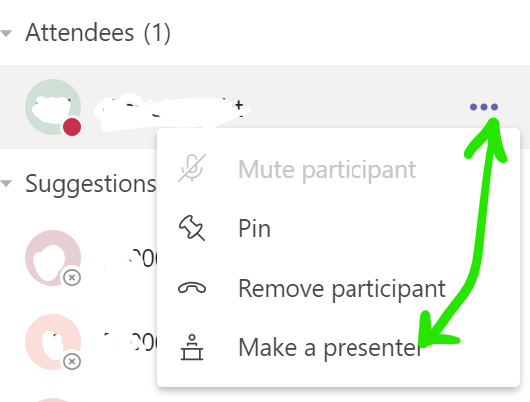 Attendees (1)
Mute participant
Suggestions
Pin
Remove participant
Make a presenter